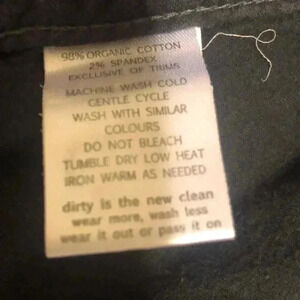 98% ORGANIC COTTON
2% SPANDEX
EXCLUSIVE OF TRIMS
MACHINE WASH COLD
GENTLE CYCLE
WASH WITH SIMILAR
COLOURS
DO NOT BLEACH
TUMBLE DRY LOW HEAT
IRON WARM AS NEEDED
dirty is the new clean
wear more, wash less
wear it out or pass it on